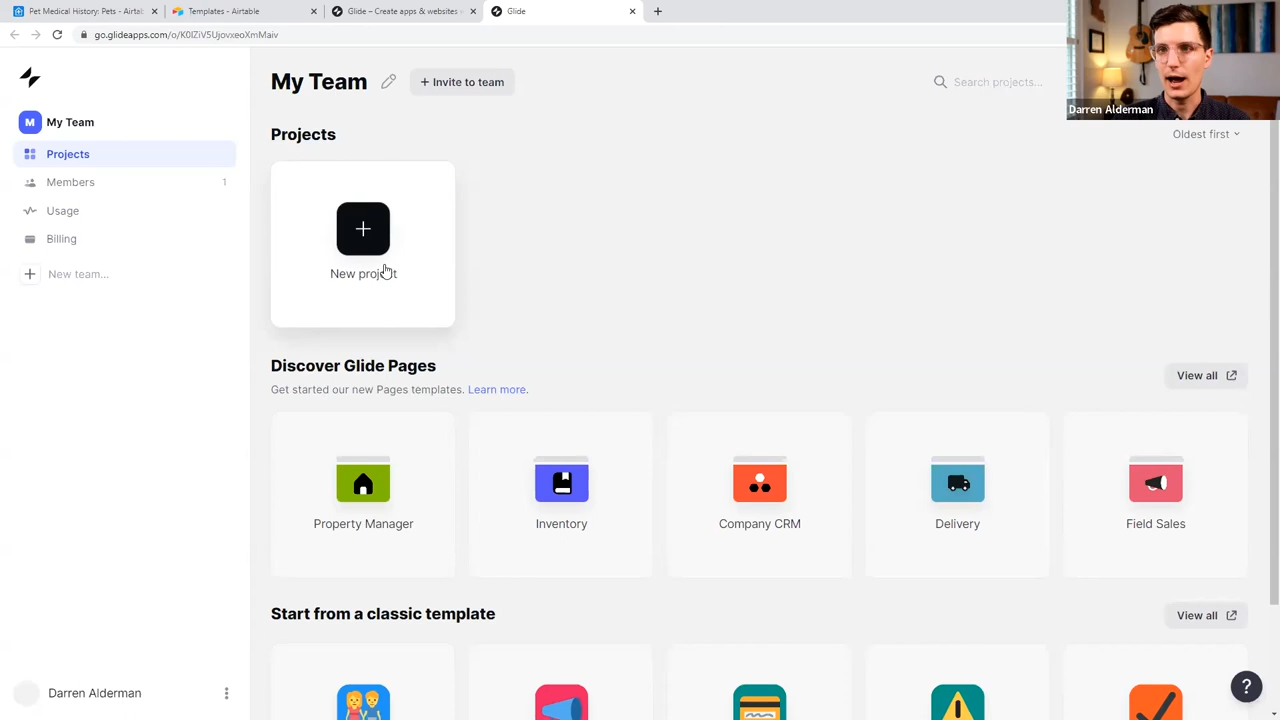 Pet Medical History: Pets - Airta
Templates - Airtable
Glide – Create apps & websites
Glide
go.glideapps.com/o/K0IZiV5UjovxeoXmMaiv
My Team
Projects
Members 1
Usage
Billing
New team...
My Team
Invite to team
Search projects...
Darren Alderman
Projects
Oldest first
New project
Discover Glide Pages
Get started our new Pages templates. Learn more.
View all
Property Manager
Inventory
Company CRM
Delivery
Field Sales
Start from a classic template
View all
Darren Alderman
?